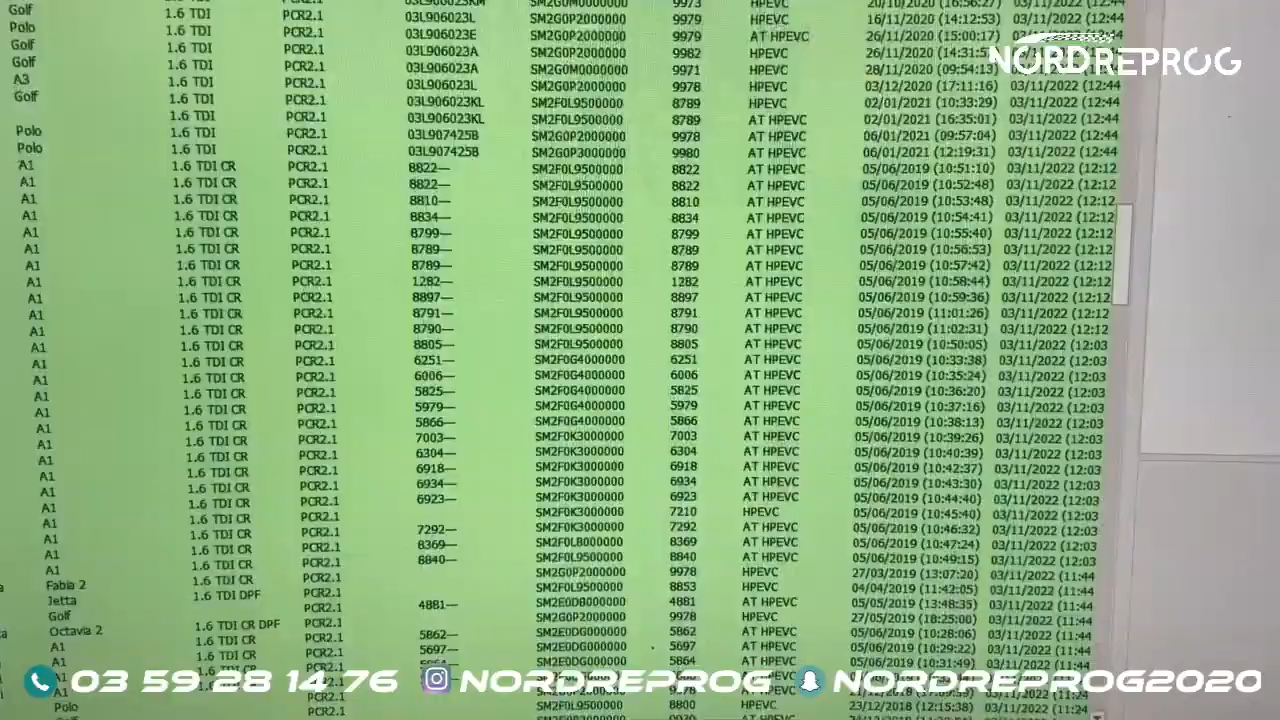 03L906023KM SM2G0M0000000 9973 HPEVC 20/10/2020 (16:56:27) 03/11/2022 (12:44
Golf 1.6 TDI PCR2.1 03L906023L SM2G0P2000000 9979 HPEVC 16/11/2020 (14:12:53) 03/11/2022 (12:44
Polo 1.6 TDI PCR2.1 03L906023E SM2G0P2000000 9979 AT HPEVC 26/11/2020 (15:00:17) 03/11/2022 (12:44
Golf 1.6 TDI PCR2.1 03L906023A SM2G0P2000000 9982 HPEVC 26/11/2020 (14:31:5
Golf 1.6 TDI PCR2.1 03L906023A SM2G0M0000000 9971 HPEVC 28/11/2020 (09:54:13) 03/11/2022 (12:44
A3 1.6 TDI PCR2.1 03L906023L SM2G0P2000000 9978 HPEVC 03/12/2020 (17:11:16) 03/11/2022 (12:44
Golf 1.6 TDI PCR2.1 03L906023KL SM2F0L9500000 8789 HPEVC 02/01/2021 (10:33:29) 03/11/2022 (12:44
1.6 TDI PCR2.1 03L906023KL SM2F0L9500000 8789 AT HPEVC 02/01/2021 (16:35:01) 03/11/2022 (12:44
Polo 1.6 TDI PCR2.1 03L907425B SM2G0P2000000 9978 AT HPEVC 06/01/2021 (09:57:04) 03/11/2022 (12:44
Polo 1.6 TDI PCR2.1 03L907425B SM2G0P3000000 9980 AT HPEVC 06/01/2021 (12:19:31) 03/11/2022 (12:44
A1 1.6 TDI CR PCR2.1 8822— SM2F0L9500000 8822 AT HPEVC 05/06/2019 (10:51:10) 03/11/2022 (12:12
A1 1.6 TDI CR PCR2.1 8822— SM2F0L9500000 8822 AT HPEVC 05/06/2019 (10:52:48) 03/11/2022 (12:12
A1 1.6 TDI CR PCR2.1 8810— SM2F0L9500000 8810 AT HPEVC 05/06/2019 (10:53:48) 03/11/2022 (12:12
A1 1.6 TDI CR PCR2.1 8834— SM2F0L9500000 8834 AT HPEVC 05/06/2019 (10:54:41) 03/11/2022 (12:12
A1 1.6 TDI CR PCR2.1 8799— SM2F0L9500000 8799 AT HPEVC 05/06/2019 (10:55:40) 03/11/2022 (12:12
A1 1.6 TDI CR PCR2.1 8789— SM2F0L9500000 8789 AT HPEVC 05/06/2019 (10:56:53) 03/11/2022 (12:12
A1 1.6 TDI CR PCR2.1 8789— SM2F0L9500000 8789 AT HPEVC 05/06/2019 (10:57:42) 03/11/2022 (12:12
A1 1.6 TDI CR PCR2.1 1282— SM2F0L9500000 1282 AT HPEVC 05/06/2019 (10:58:44) 03/11/2022 (12:12
A1 1.6 TDI CR PCR2.1 8897— SM2F0L9500000 8897 AT HPEVC 05/06/2019 (10:59:36) 03/11/2022 (12:12
A1 1.6 TDI CR PCR2.1 8791— SM2F0L9500000 8791 AT HPEVC 05/06/2019 (11:01:26) 03/11/2022 (12:12
A1 1.6 TDI CR PCR2.1 8790— SM2F0L9500000 8790 AT HPEVC 05/06/2019 (11:02:31) 03/11/2022 (12:12
A1 1.6 TDI CR PCR2.1 8805— SM2F0L9500000 8805 AT HPEVC 05/06/2019 (10:50:05) 03/11/2022 (12:03
A1 1.6 TDI CR PCR2.1 6251— SM2F0G4000000 6251 AT HPEVC 05/06/2019 (10:33:38) 03/11/2022 (12:03
A1 1.6 TDI CR PCR2.1 6006— SM2F0G4000000 6006 AT HPEVC 05/06/2019 (10:35:24) 03/11/2022 (12:03
A1 1.6 TDI CR PCR2.1 5825— SM2F0G4000000 5825 AT HPEVC 05/06/2019 (10:36:20) 03/11/2022 (12:03
A1 1.6 TDI CR PCR2.1 5979— SM2F0G4000000 5979 AT HPEVC 05/06/2019 (10:37:16) 03/11/2022 (12:03
A1 1.6 TDI CR PCR2.1 5866— SM2F0G4000000 5866 AT HPEVC 05/06/2019 (10:38:13) 03/11/2022 (12:03
A1 1.6 TDI CR PCR2.1 7003— SM2F0K3000000 7003 AT HPEVC 05/06/2019 (10:39:26) 03/11/2022 (12:03
A1 1.6 TDI CR PCR2.1 6304— SM2F0K3000000 6304 AT HPEVC 05/06/2019 (10:40:39) 03/11/2022 (12:03
A1 1.6 TDI CR PCR2.1 6918— SM2F0K3000000 6918 AT HPEVC 05/06/2019 (10:42:37) 03/11/2022 (12:03
A1 1.6 TDI CR PCR2.1 6934— SM2F0K3000000 6934 AT HPEVC 05/06/2019 (10:43:30) 03/11/2022 (12:03
A1 1.6 TDI CR PCR2.1 6923— SM2F0K3000000 6923 AT HPEVC 05/06/2019 (10:44:40) 03/11/2022 (12:03
A1 1.6 TDI CR PCR2.1 SM2F0K3000000 7210 HPEVC 05/06/2019 (10:45:40) 03/11/2022 (12:03
A1 1.6 TDI CR PCR2.1 7292— SM2F0K3000000 7292 AT HPEVC 05/06/2019 (10:46:32) 03/11/2022 (12:03
A1 1.6 TDI CR PCR2.1 8369— SM2F0L8000000 8369 AT HPEVC 05/06/2019 (10:47:24) 03/11/2022 (12:03
A1 1.6 TDI CR PCR2.1 8840— SM2F0L9500000 8840 AT HPEVC 05/06/2019 (10:49:15) 03/11/2022 (12:03
Fabia 2 1.6 TDI DPF PCR2.1 SM2G0P2000000 9978 HPEVC 27/03/2019 (13:07:20) 03/11/2022 (11:44
Jetta PCR2.1 SM2F0L9500000 8853 HPEVC 04/04/2019 (11:42:05) 03/11/2022 (11:44
Golf 1.6 TDI CR DPF PCR2.1 4881— SM2E0DB000000 4881 AT HPEVC 05/05/2019 (13:48:35) 03/11/2022 (11:44
Octavia 2 1.6 TDI CR PCR2.1 SM2G0P2000000 9978 HPEVC 27/05/2019 (18:25:00) 03/11/2022 (11:44
A1 1.6 TDI CR PCR2.1 5862— SM2E0DG000000 5862 AT HPEVC 05/06/2019 (10:28:06) 03/11/2022 (11:44
A1 1.6 TDI CR PCR2.1 5697— SM2E0DG000000 5697 AT HPEVC 05/06/2019 (10:29:22) 03/11/2022 (11:44
A1 PCR2.1 SM2E0DG000000 5864 AT HPEVC 05/06/2019 (10:31:49) 03/11/2022 (11:44
Polo SM2F0L9500000 8800 HPEVC 23/12/2018 (12:15:38) 03/11/2022 (11:24
NORDREPROG
03 59 28 14 76 NORDREPROG NORDREPROG2020